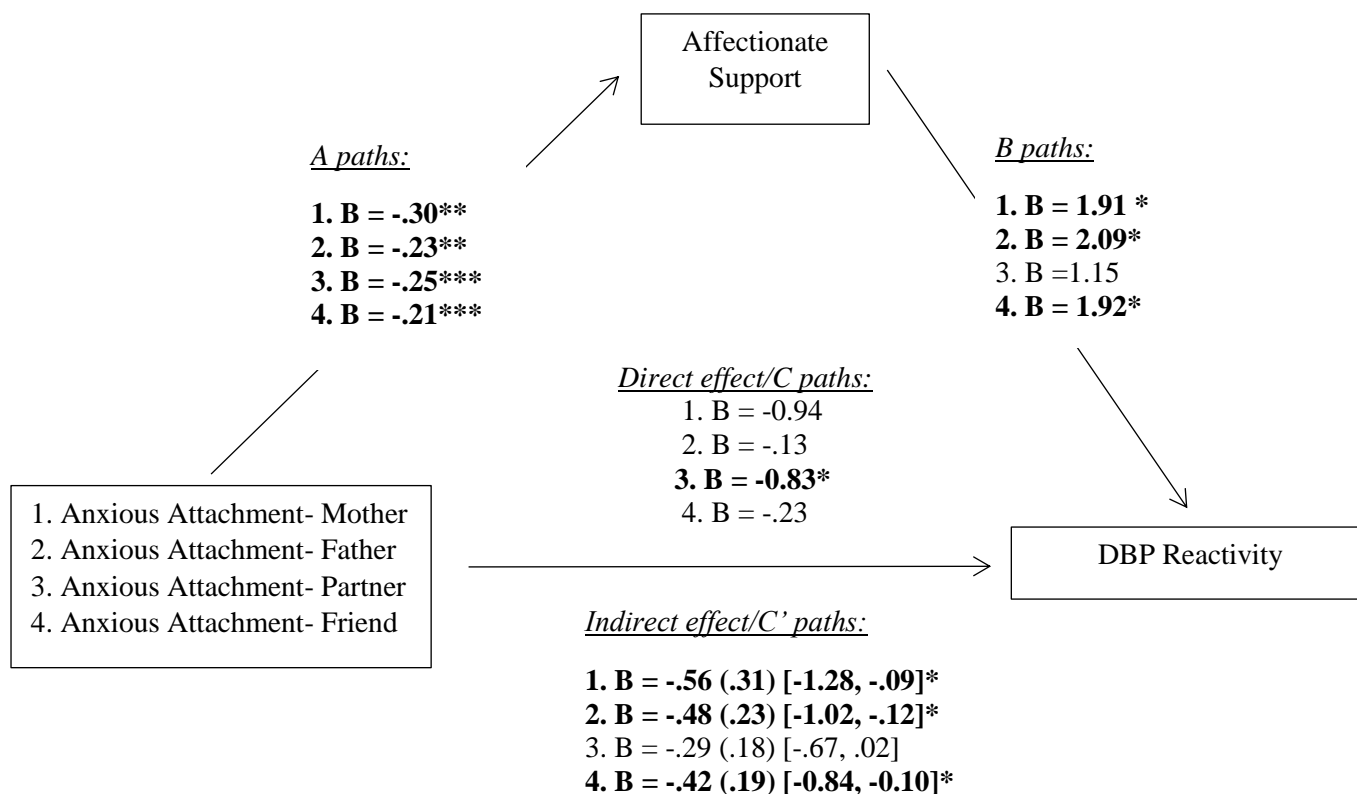 Affectionate
Support
A paths:
1. B = -.30**
2. B = -.23**
3. B = -.25***
4. B = -.21***
B paths:
1. B = 1.91 *
2. B = 2.09*
3. B =1.15
4. B = 1.92*
Direct effect/C paths:
1. B = -0.94
2. B = -.13
3. B = -0.83*
4. B = -.23
1. Anxious Attachment- Mother
2. Anxious Attachment- Father
3. Anxious Attachment- Partner
4. Anxious Attachment- Friend
DBP Reactivity
Indirect effect/C’ paths:
1. B = -.56 (.31) [-1.28, -.09]*
2. B = -.48 (.23) [-1.02, -.12]*
3. B = -.29 (.18) [-.67, .02]
4. B = -.42 (.19) [-0.84, -0.10]*